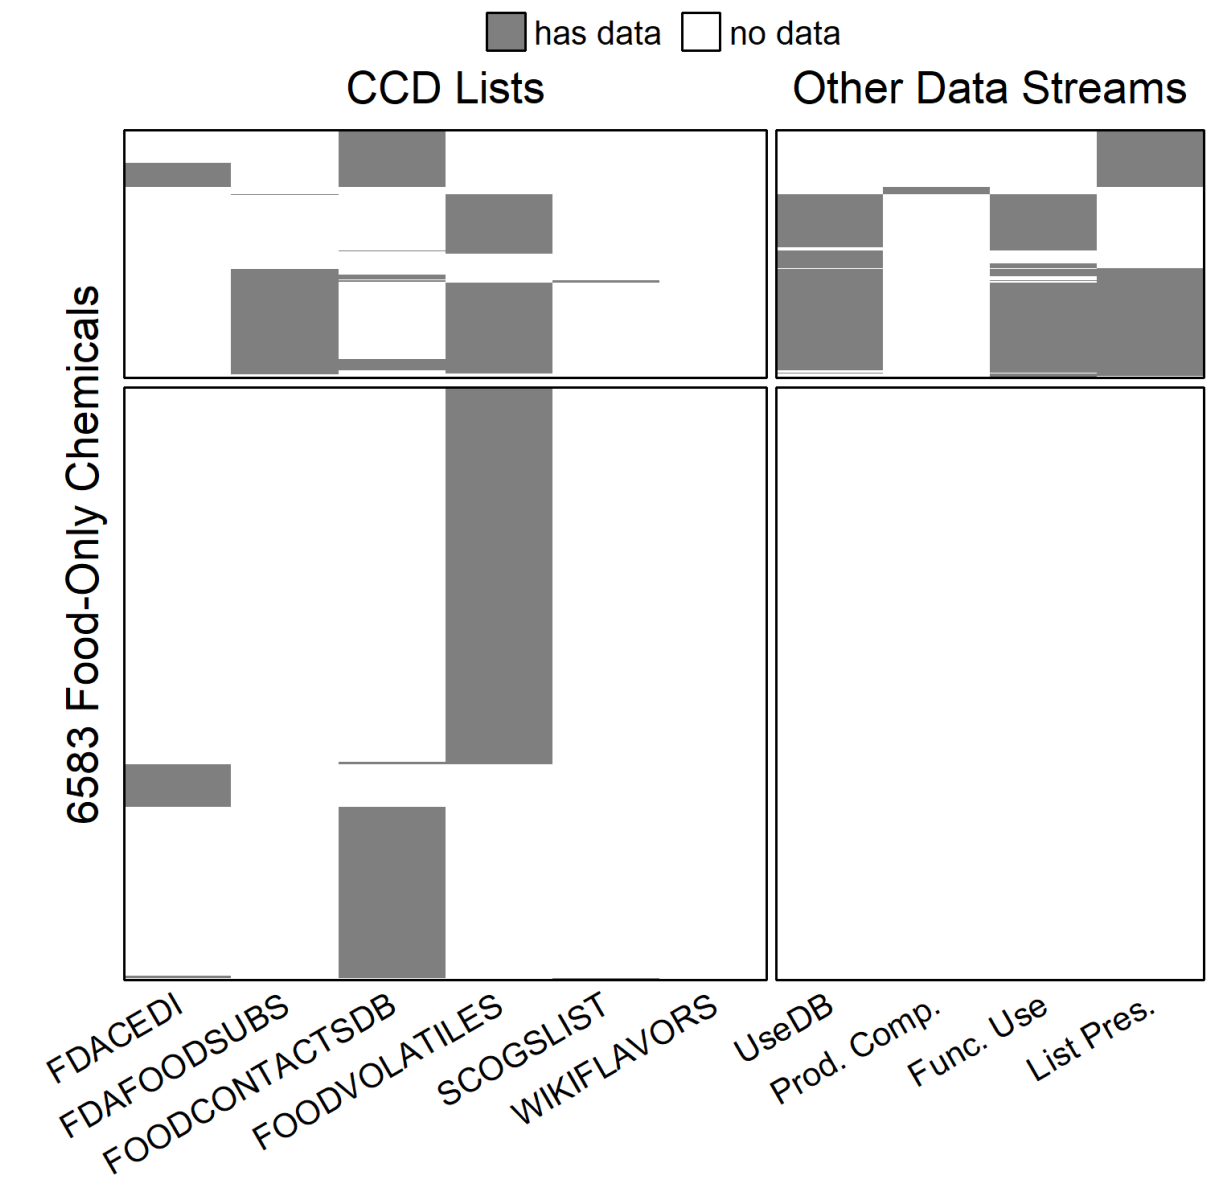 has data
no data
CCD Lists
Other Data Streams
6583 Food-Only Chemicals
FDACEDI
FDAFOODSUBS
FOODCONTACTSDB
FOODVOLATILES
SCOGSLIST
WIKIFLAVORS
UseDB
Prod. Comp.
Func. Use
List Pres.